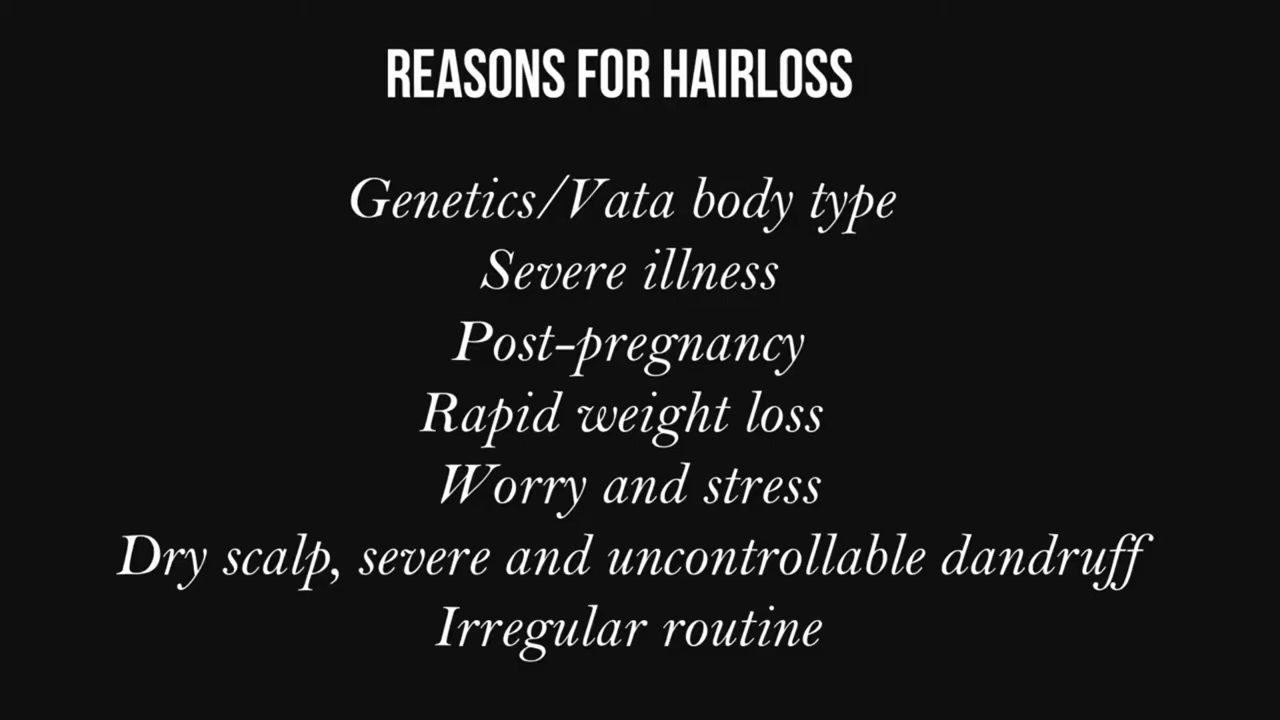 REASONS FOR HAIRLOSS
Genetics/Vata body type
Severe illness
Post-pregnancy
Rapid weight loss
Worry and stress
Dry scalp, severe and uncontrollable dandruff
Irregular routine